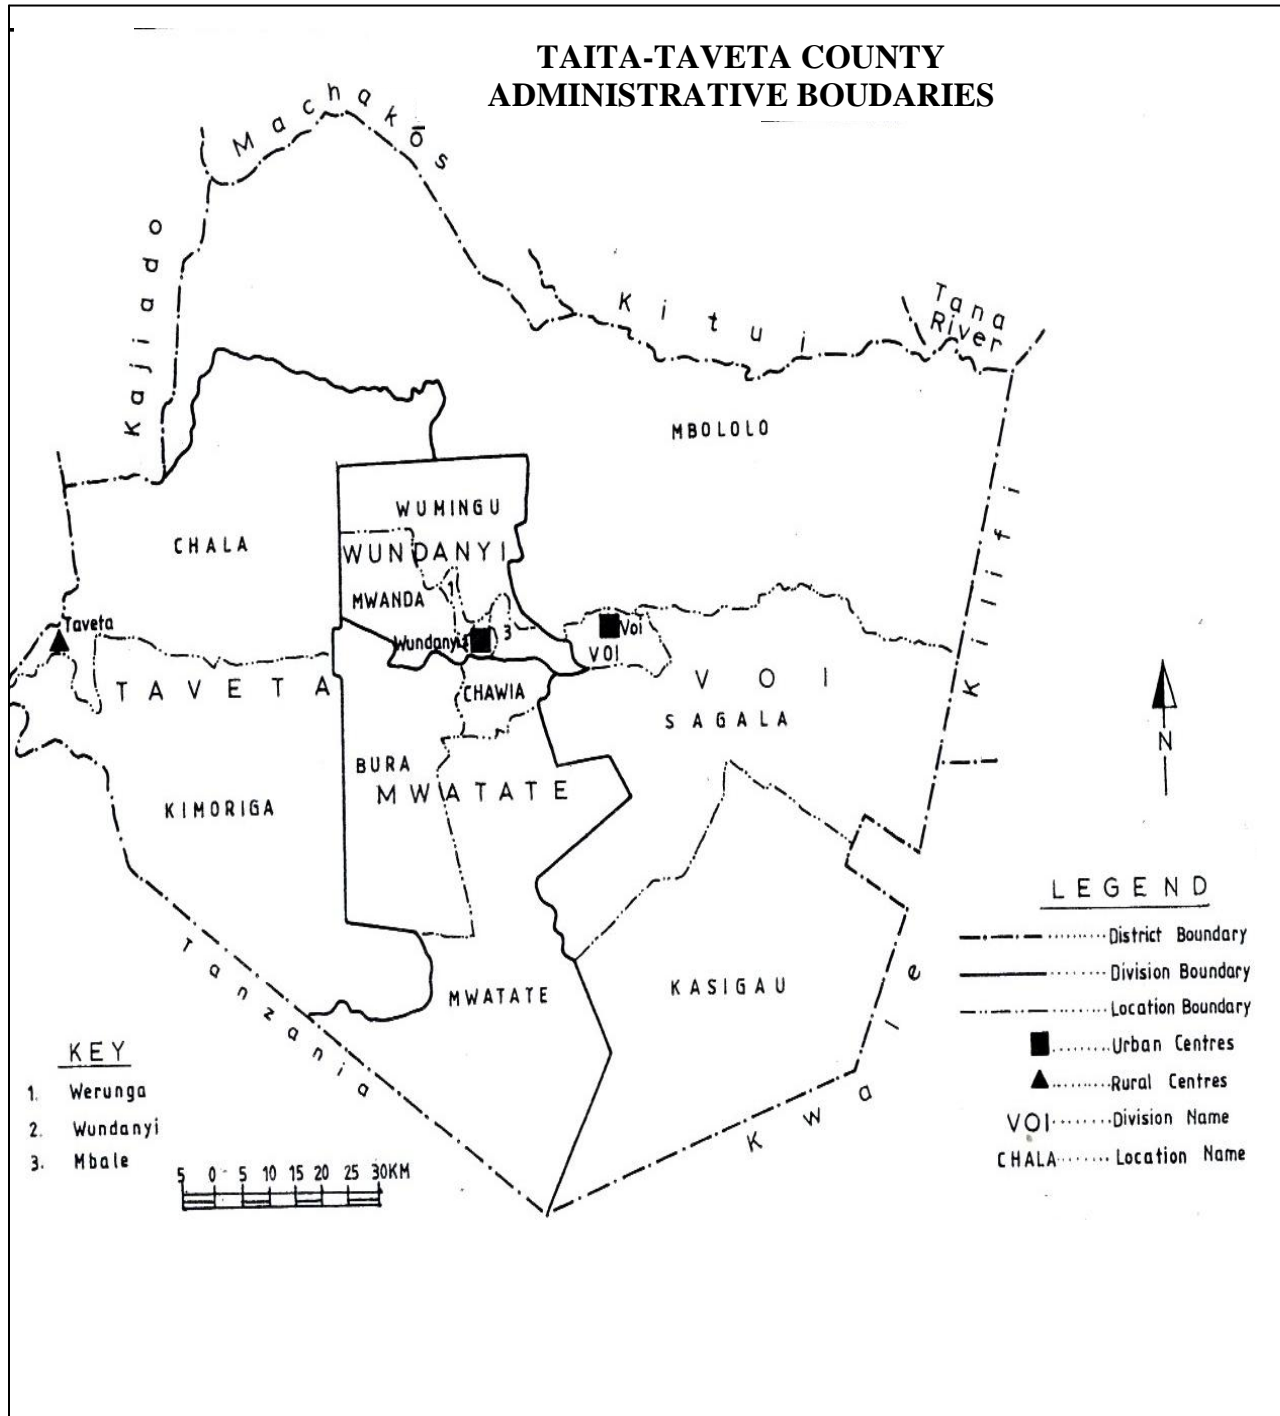 TAITA-TAVETA COUNTY
ADMINISTRATIVE BOUDARIES
Machakos
Kajiado
Kitui
Tana
River
MBOLOLO
Kilifi
WUMINGU
WUNDANYI
CHALA
1
MWANDA
Taveta
Wundanyi
2
3
Voi
VOI
TAVETA
CHAWIA
VOI
SAGALA
BURA
MWATATE
KIMORIGA
N
MWATATE
KASIGAU
Tanzania
Kwale
LEGEND
District Boundary
Division Boundary
Location Boundary
Urban Centres
Rural Centres
VOI Division Name
CHALA Location Name
KEY
1. Werunga
2. Wundanyi
3. Mbale
5 0 5 10 15 20 25 30KM